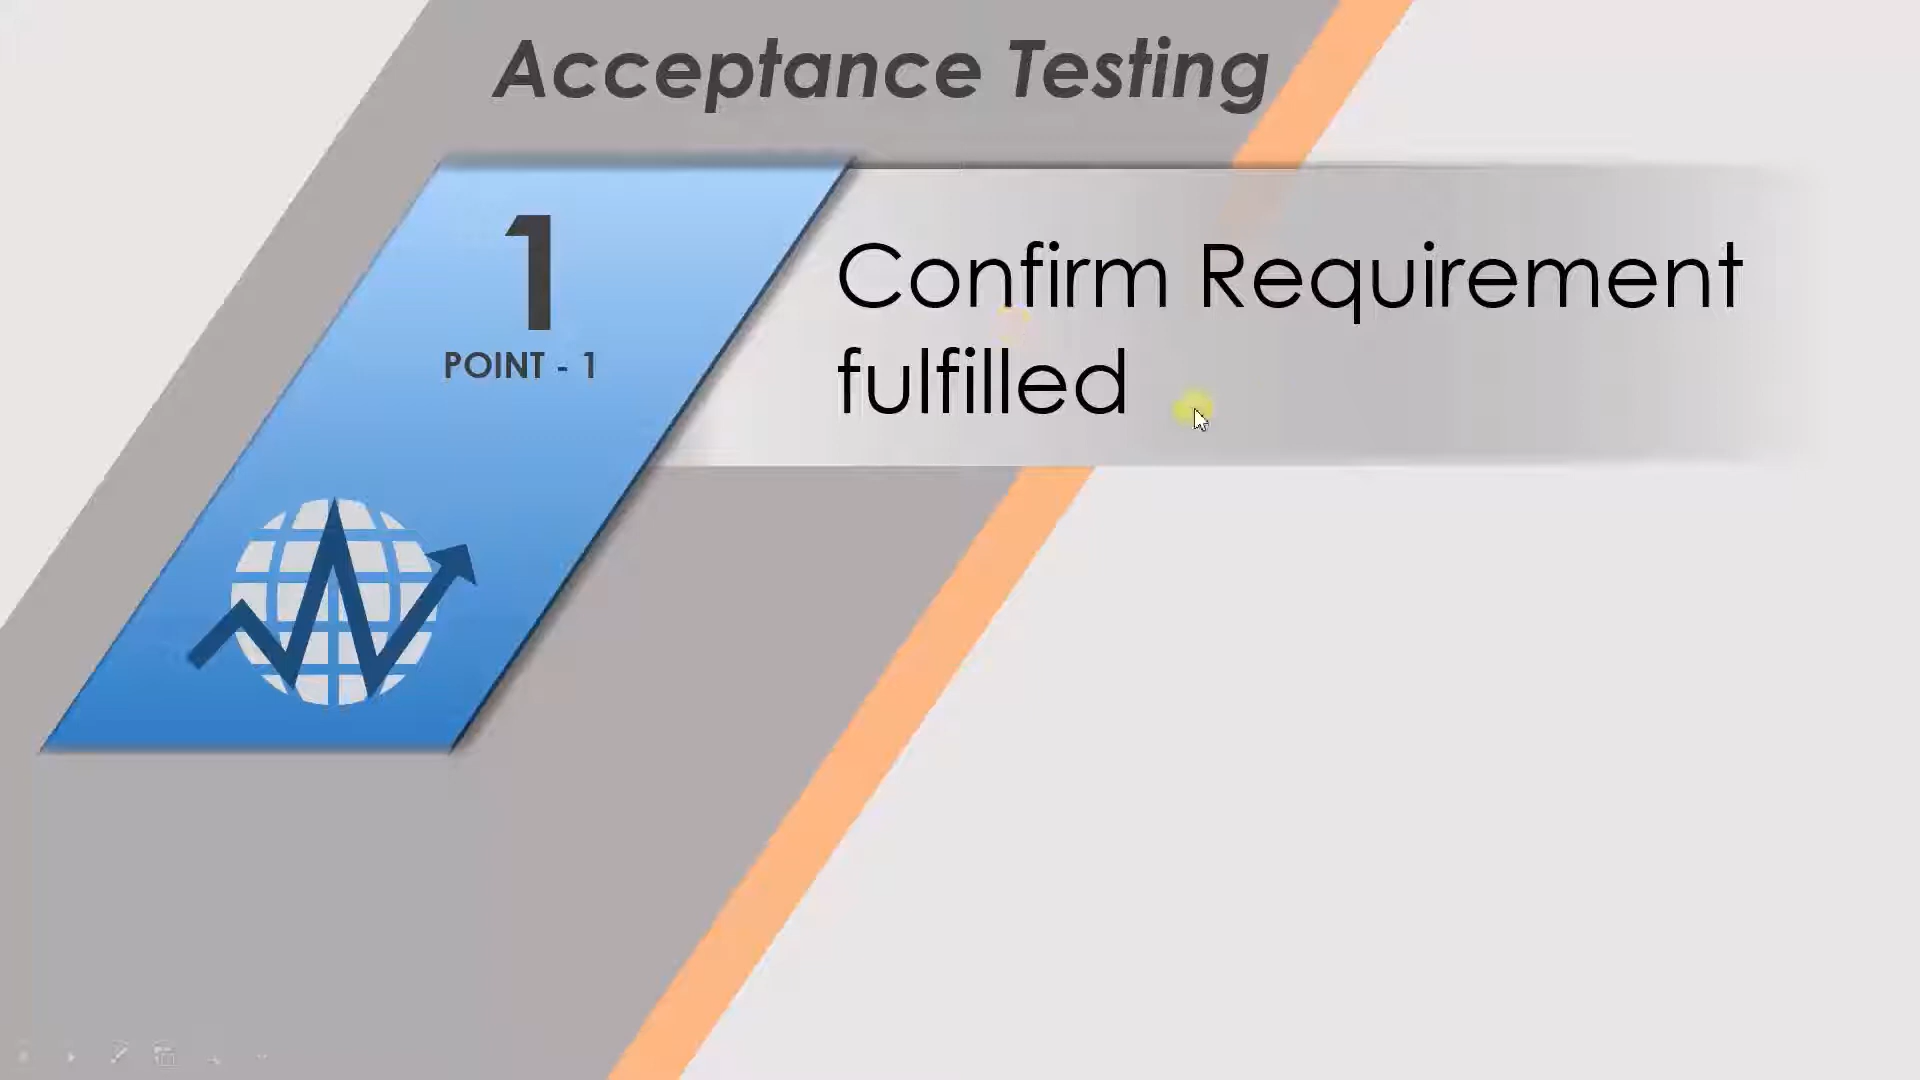 Acceptance Testing
1
POINT - 1
Confirm Requirement
fulfilled